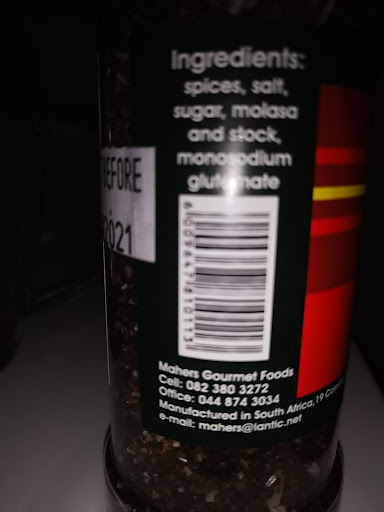 Ingredients:
spices, salt,
sugar, molasa
and stock,
monosodium
glutamate
EFORE
2021
Mahers Gourmet Foods
Cell: 082 380 3272
Office: 044 874 3034
Manufactured in South Africa, 19
e-mail: mahers@lantic.net